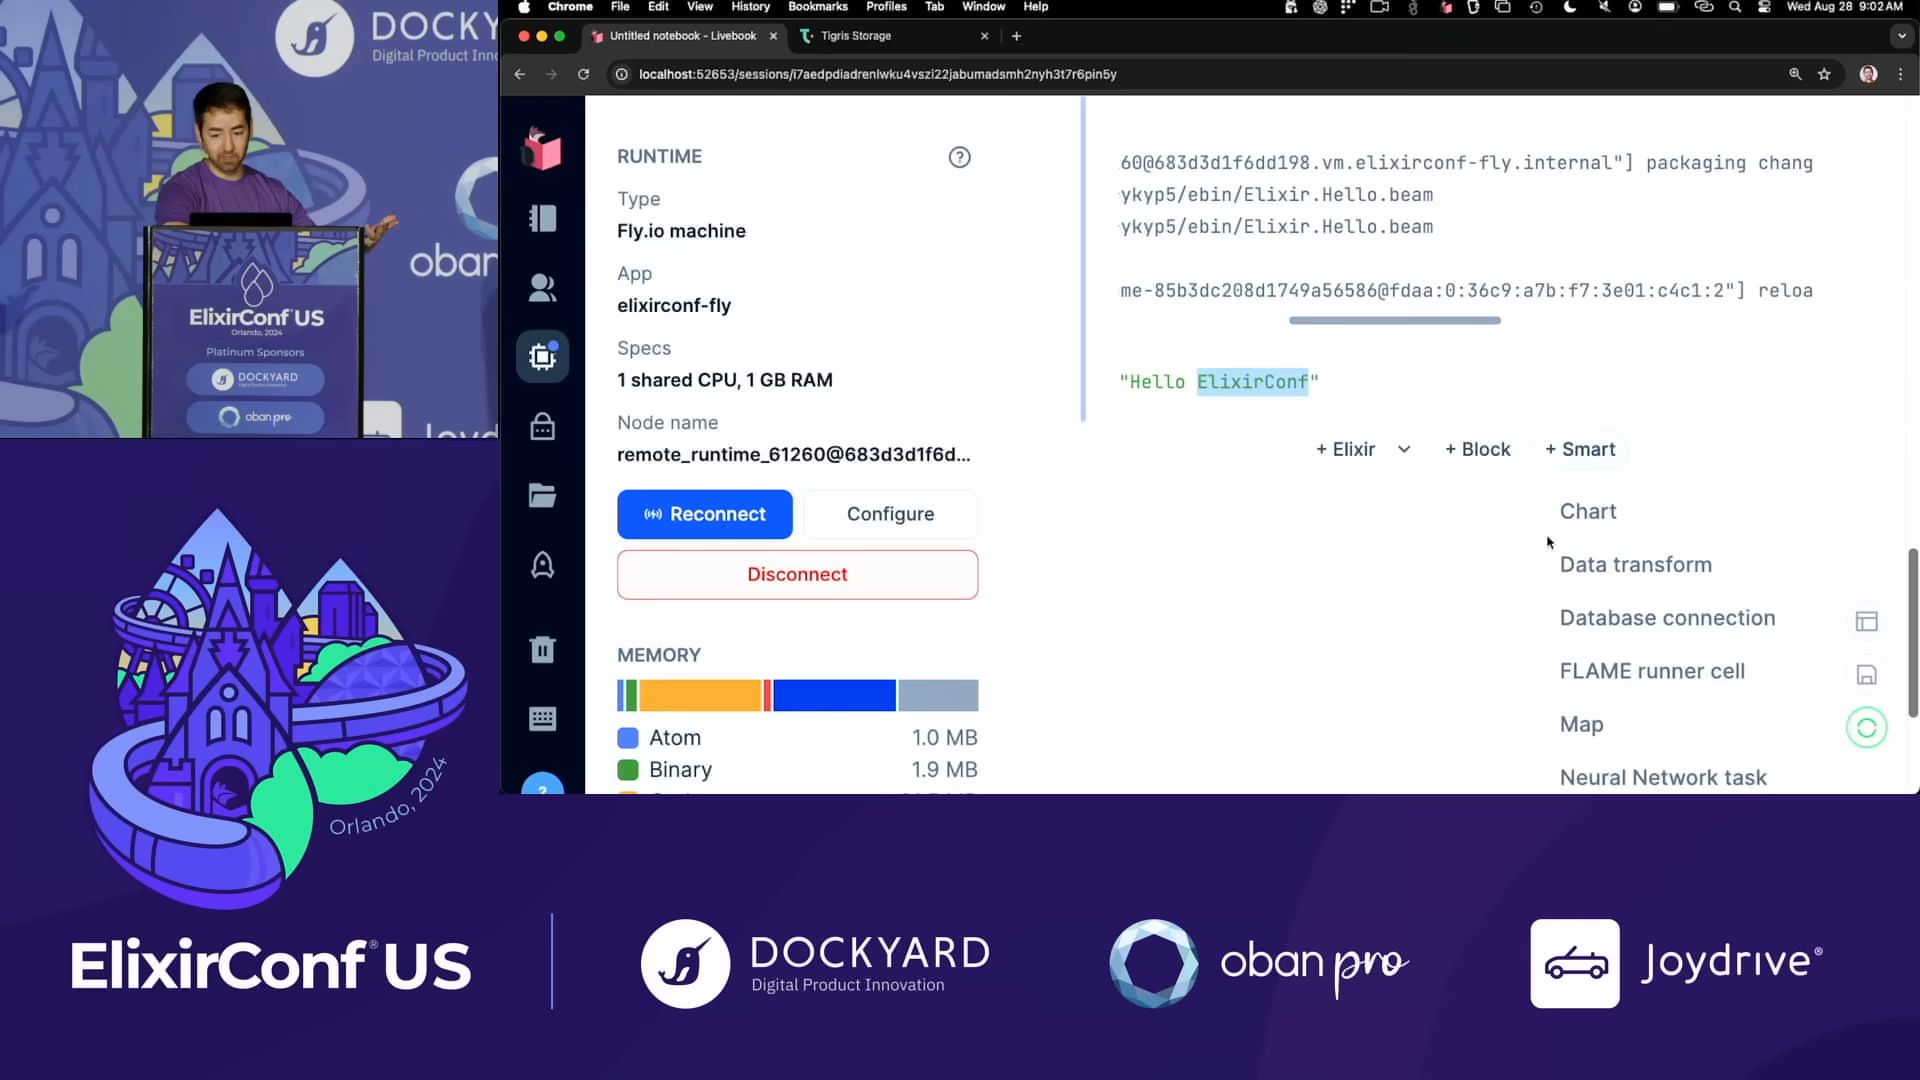 DOCKY
Digital Product Inno
oban
ElixirConf US
Orlando, 2024
Platinum Sponsors
DOCKYARD
Digital Product Innovation
oban pro
Joyd
Chrome File Edit View History Bookmarks Profiles Tab Window Help
Wed Aug 28 9:02 AM
Untitled notebook - Livebook
Tigris Storage
localhost:52653/sessions/i7aedpdiadrenlwku4vszi22jabumadsmh2nyh3t7r6pin5y
RUNTIME
Type
Fly.io machine
App
elixirconf-fly
Specs
1 shared CPU, 1 GB RAM
Node name
remote_runtime_61260@683d3d1f6d...
Reconnect
Configure
Disconnect
MEMORY
Atom 1.0 MB
Binary 1.9 MB
60@683d3d1f6dd198.vm.elixirconf-fly.internal"] packaging chang
ykyp5/ebin/Elixir.Hello.beam
ykyp5/ebin/Elixir.Hello.beam
me-85b3dc208d1749a56586@fdaa:0:36c9:a7b:f7:3e01:c4c1:2"] reloa
"Hello ElixirConf"
+ Elixir
+ Block
+ Smart
Chart
Data transform
Database connection
FLAME runner cell
Map
Neural Network task
Orlando, 2024
ElixirConf® US
DOCKYARD
Digital Product Innovation
oban pro
Joydrive®